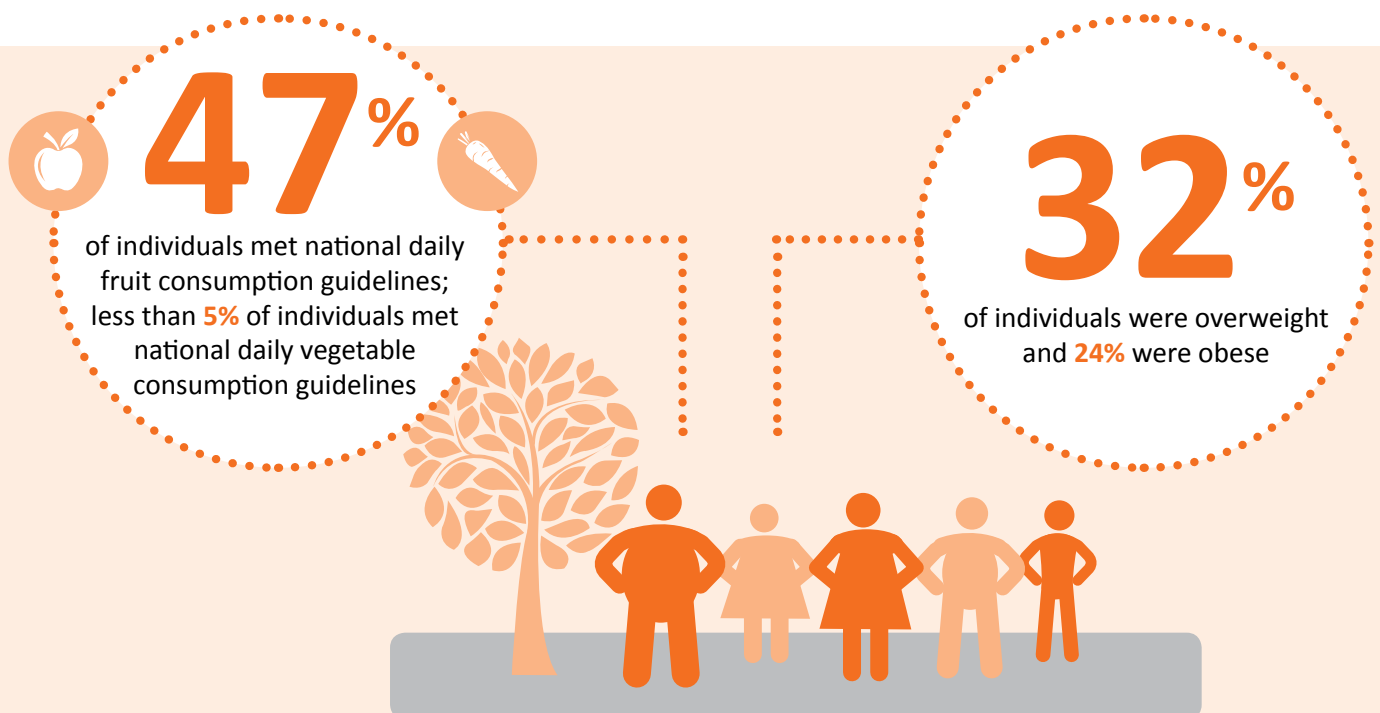 47%
of individuals met national daily
fruit consumption guidelines;
less than 5% of individuals met
national daily vegetable
consumption guidelines
32%
of individuals were overweight
and 24% were obese